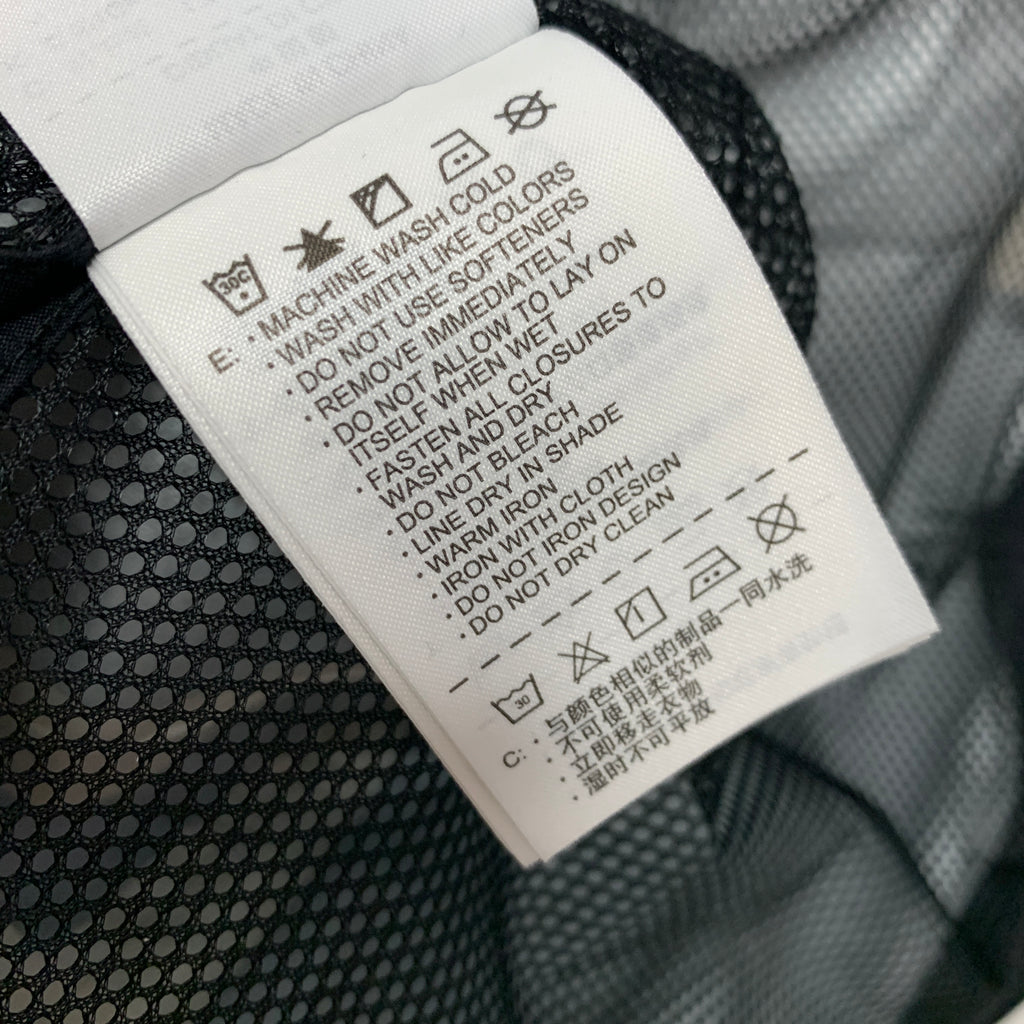 30C
E: · MACHINE WASH COLD
· WASH WITH LIKE COLORS
· DO NOT USE SOFTENERS
· REMOVE IMMEDIATELY
· DO NOT ALLOW TO LAY ON
ITSELF WHEN WET
· FASTEN ALL CLOSURES TO
WASH AND DRY
· DO NOT BLEACH
· LINE DRY IN SHADE
· WARM IRON
· IRON WITH CLOTH
· DO NOT IRON DESIGN
· DO NOT DRY CLEAN
30
C: · 与颜色相似的制品一同水洗
· 不可使用柔软剂
· 立即移走衣物
· 湿时不可平放